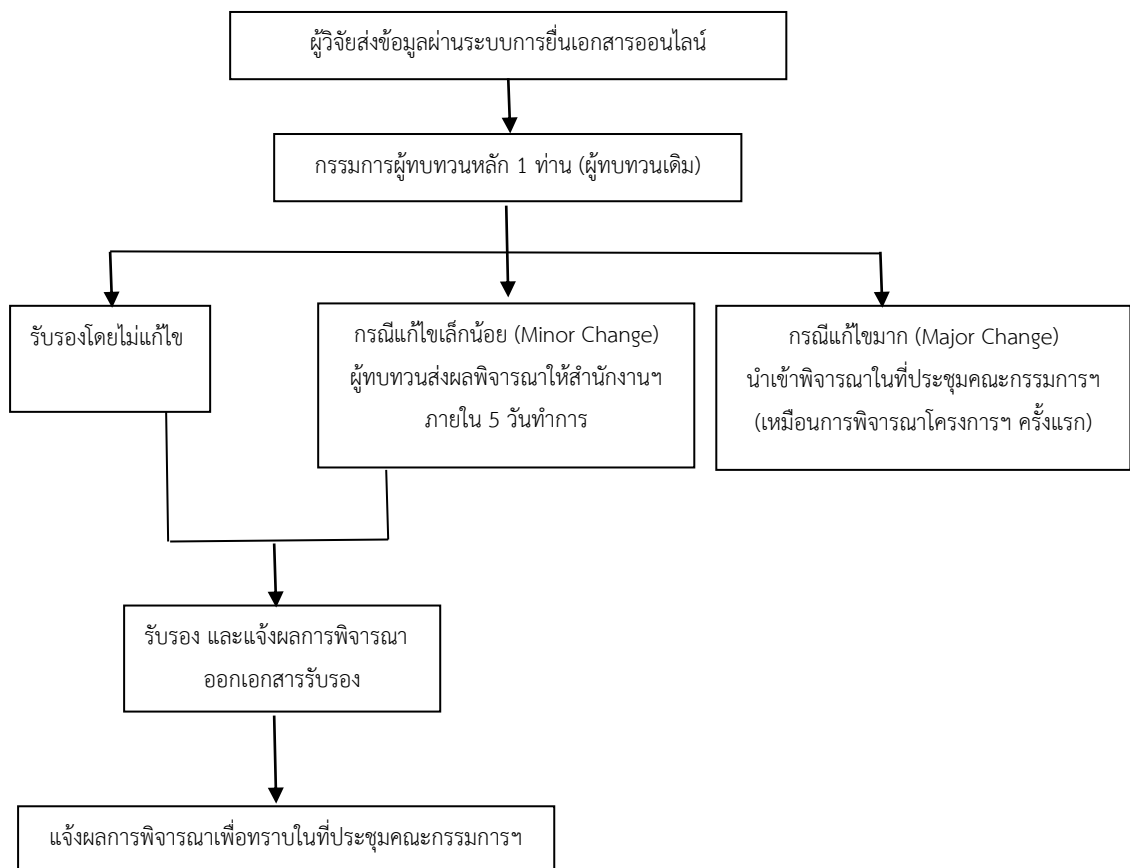 ผู้วิจัยส่งข้อมูลผ่านระบบการยื่นเอกสารออนไลน์
กรรมการผู้ทบทวนหลัก 1 ท่าน (ผู้ทบทวนเดิม)
รับรองโดยไม่แก้ไข
กรณีแก้ไขเล็กน้อย (Minor Change)
ผู้ทบทวนส่งผลพิจารณาให้สำนักงานฯ
ภายใน 5 วันทำการ
กรณีแก้ไขมาก (Major Change)
นำเข้าพิจารณาในที่ประชุมคณะกรรมการฯ
(เหมือนการพิจารณาโครงการฯ ครั้งแรก)
รับรอง และแจ้งผลการพิจารณา
ออกเอกสารรับรอง
แจ้งผลการพิจารณาเพื่อทราบในที่ประชุมคณะกรรมการฯ